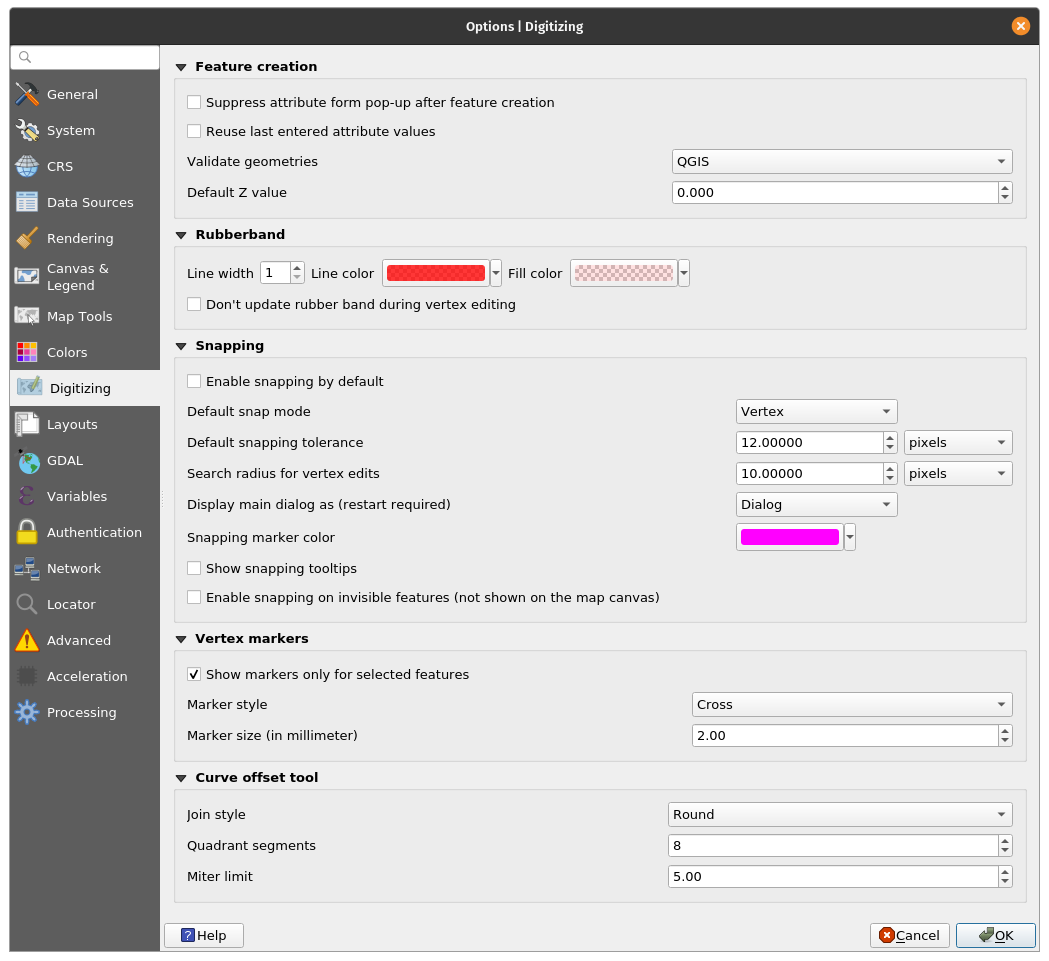 Options | Digitizing
General
System
CRS
Data Sources
Rendering
Canvas &
Legend
Map Tools
Colors
Digitizing
Layouts
GDAL
Variables
Authentication
Network
Locator
Advanced
Acceleration
Processing
Feature creation
Suppress attribute form pop-up after feature creation
Reuse last entered attribute values
Validate geometries QGIS
Default Z value 0.000
Rubberband
Line width 1 Line color Fill color
Don't update rubber band during vertex editing
Snapping
Enable snapping by default
Default snap mode Vertex
Default snapping tolerance 12.00000 pixels
Search radius for vertex edits 10.00000 pixels
Display main dialog as (restart required) Dialog
Snapping marker color
Show snapping tooltips
Enable snapping on invisible features (not shown on the map canvas)
Vertex markers
Show markers only for selected features
Marker style Cross
Marker size (in millimeter) 2.00
Curve offset tool
Join style Round
Quadrant segments 8
Miter limit 5.00
? Help Cancel OK